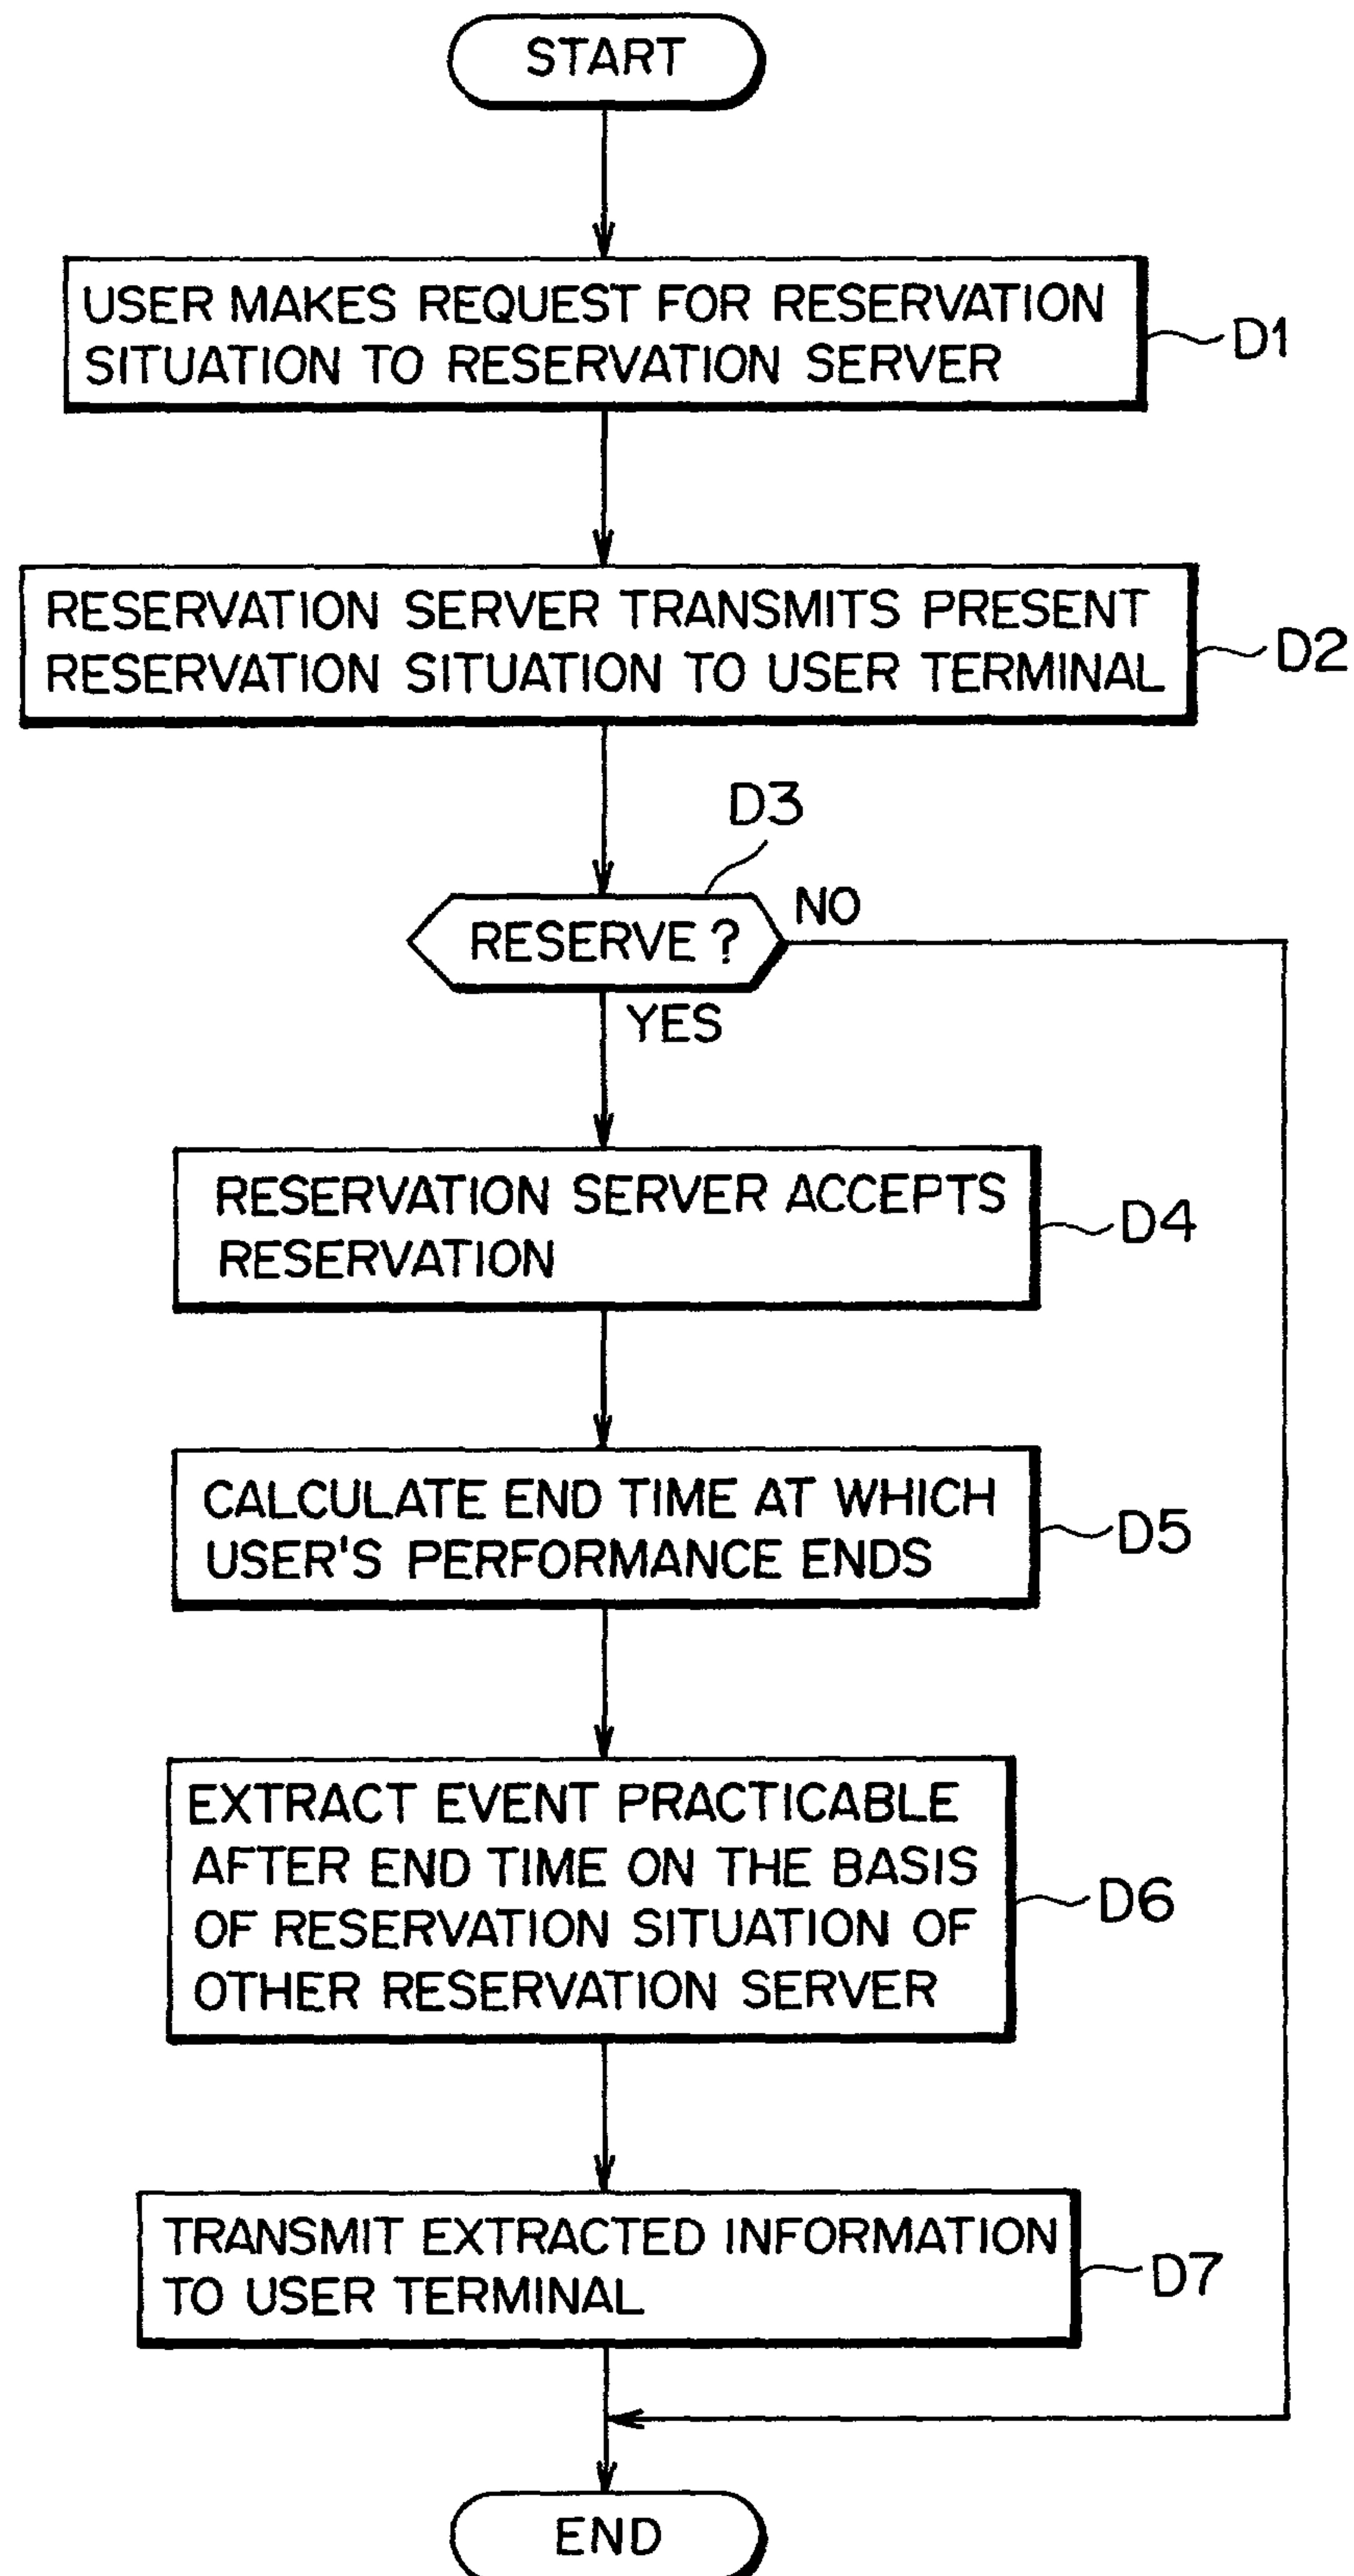 START
USER MAKES REQUEST FOR RESERVATION
SITUATION TO RESERVATION SERVER
D1
RESERVATION SERVER TRANSMITS PRESENT
RESERVATION SITUATION TO USER TERMINAL
D2
D3
RESERVE ?
NO
YES
RESERVATION SERVER ACCEPTS
RESERVATION
D4
CALCULATE END TIME AT WHICH
USER'S PERFORMANCE ENDS
D5
EXTRACT EVENT PRACTICABLE
AFTER END TIME ON THE BASIS
OF RESERVATION SITUATION OF
OTHER RESERVATION SERVER
D6
TRANSMIT EXTRACTED INFORMATION
TO USER TERMINAL
D7
END